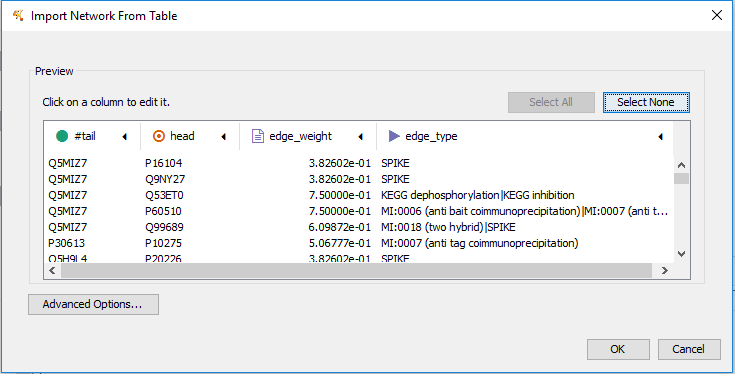 Import Network From Table
Preview
Click on a column to edit it.
Select All
Select None
#tail head edge_weight edge_type
Q5MIZ7 P16104 3.82602e-01 SPIKE
Q5MIZ7 Q9NY27 3.82602e-01 SPIKE
Q5MIZ7 Q53ET0 7.50000e-01 KEGG dephosphorylation|KEGG inhibition
Q5MIZ7 P60510 7.50000e-01 MI:0006 (anti bait coimmunoprecipitation)|MI:0007 (anti t...
Q5MIZ7 Q99689 6.09872e-01 MI:0018 (two hybrid)|SPIKE
P30613 P10275 5.06777e-01 MI:0007 (anti tag coimmunoprecipitation)
Q5H9L4 P20226 3.82602e-01 SPIKE
Advanced Options...
OK
Cancel